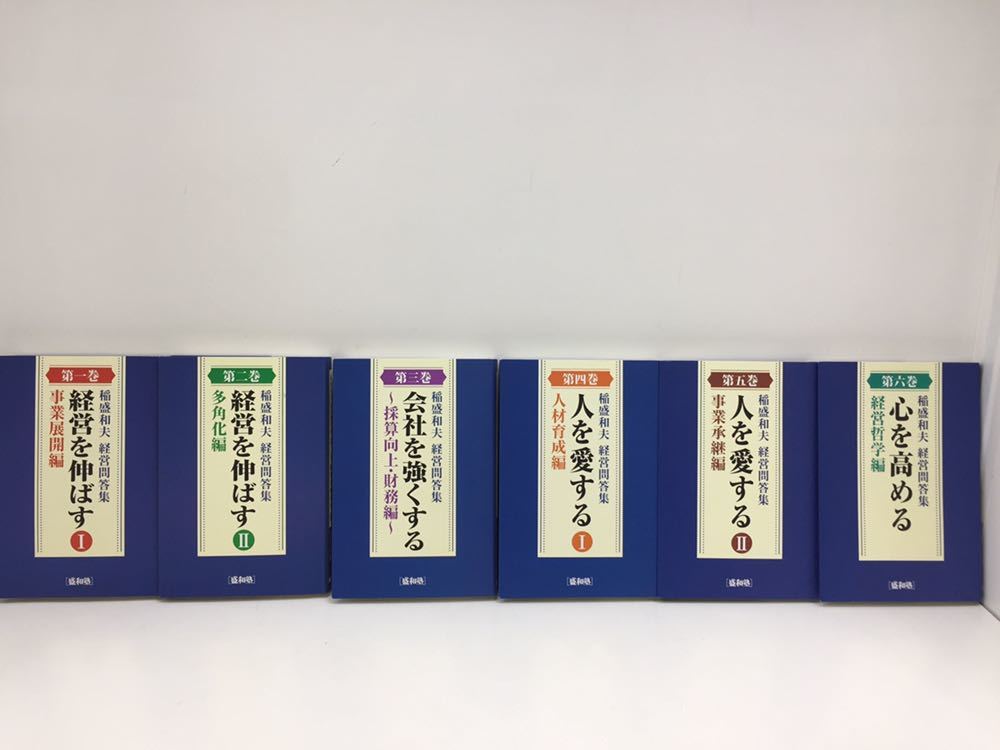 第一巻
稲盛和夫 経営問答集
経営を伸ばす Ⅰ
事業展開編
[盛和塾]
第二巻
稲盛和夫 経営問答集
経営を伸ばす Ⅱ
多角化編
[盛和塾]
第三巻
稲盛和夫 経営問答集
会社を強くする
～採算向上・財務編～
[盛和塾]
第四巻
稲盛和夫 経営問答集
人を愛する Ⅰ
人材育成編
[盛和塾]
第五巻
稲盛和夫 経営問答集
人を愛する Ⅱ
事業承継編
[盛和塾]
第六巻
稲盛和夫 経営問答集
心を高める
経営哲学編
[盛和塾]